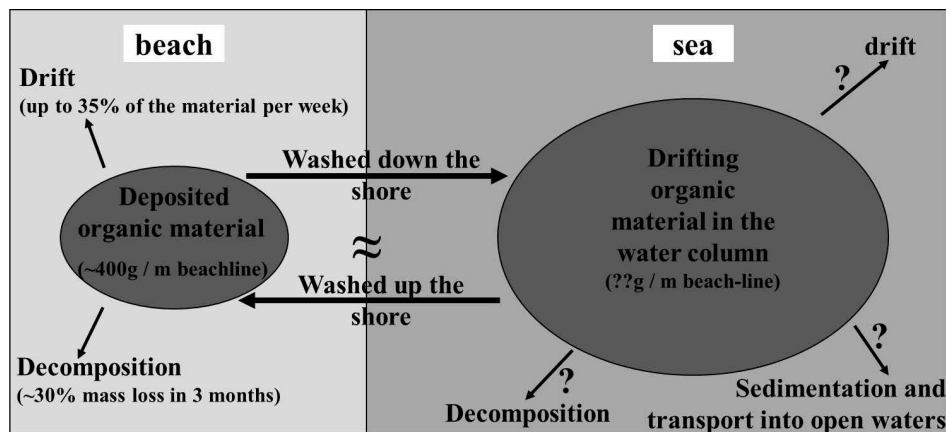 beach
Drift
(up to 35% of the material per week)
Deposited
organic material
(~400g / m beachline)
Decomposition
(~30% mass loss in 3 months)
Washed down the
shore
≈
Washed up the
shore
sea
?
drift
Drifting
organic
material in the
water column
(??g / m beach-line)
?
Decomposition
?
Sedimentation and
transport into open waters